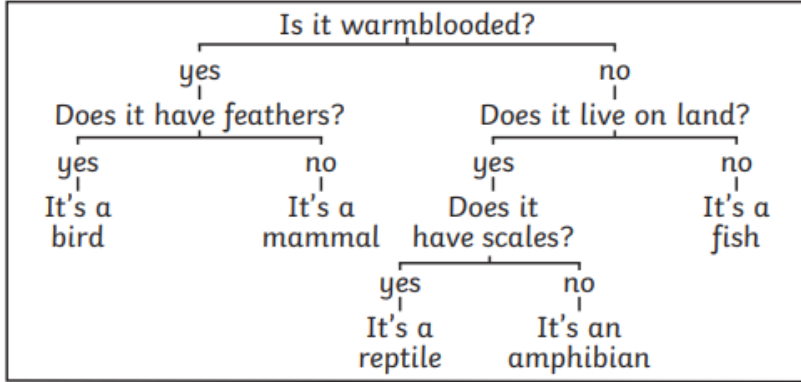 Is it warmblooded?
yes
no
Does it have feathers?
Does it live on land?
yes
no
yes
no
It's a
bird
It's a
mammal
Does it
have scales?
It's a
fish
yes
no
It's a
reptile
It's an
amphibian